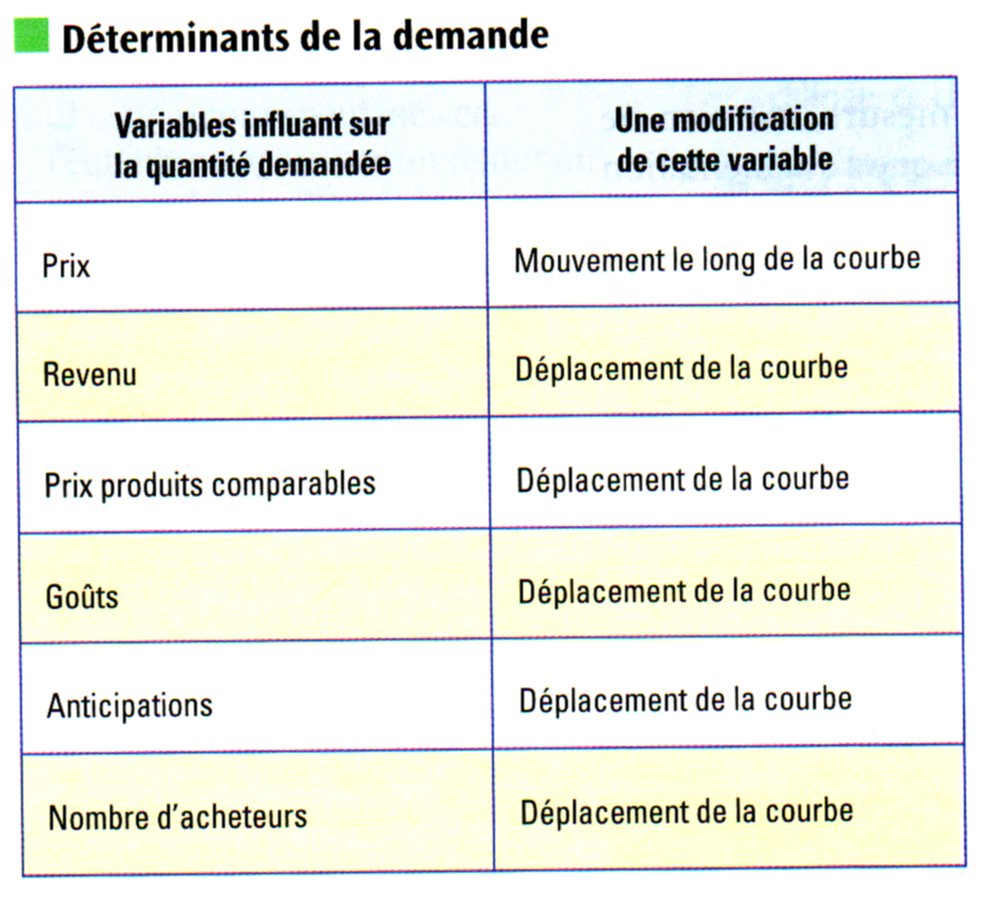 Déterminants de la demande
Variables influant sur
la quantité demandée
Une modification
de cette variable
Prix
Mouvement le long de la courbe
Revenu
Déplacement de la courbe
Prix produits comparables
Déplacement de la courbe
Goûts
Déplacement de la courbe
Anticipations
Déplacement de la courbe
Nombre d’acheteurs
Déplacement de la courbe